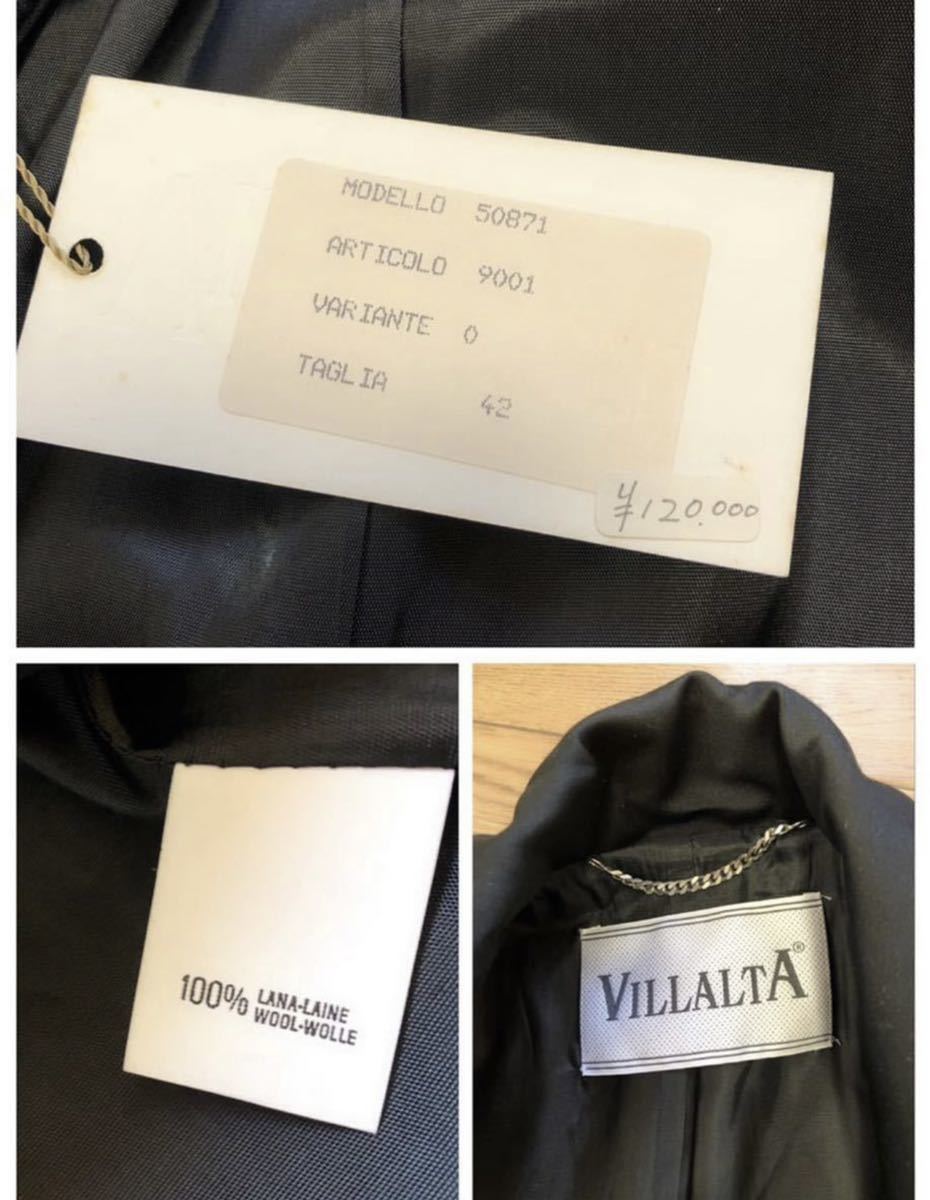 MODELLO 50871
ARTICOLO 9001
VARIANTE 0
TAGLIA 42
¥120.000
100% LANA-LAINE
WOOL-WOLLE
VILLALTA®